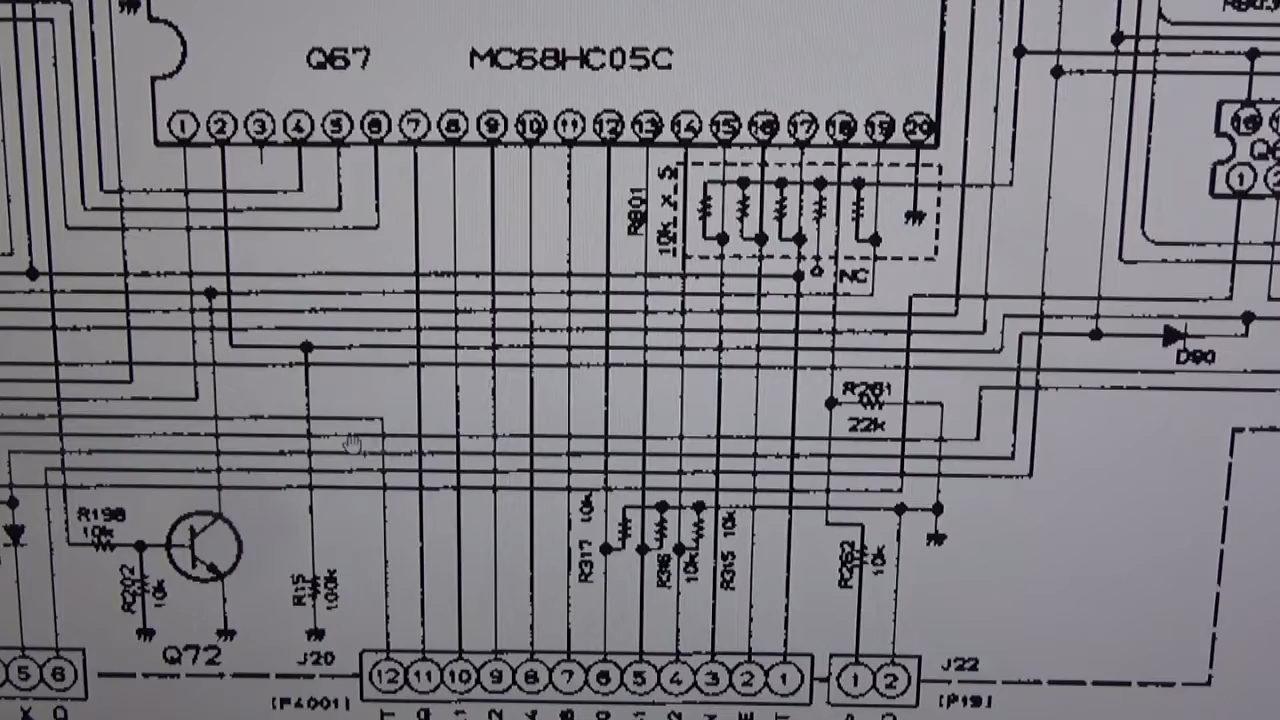 Q67 MC68HC05C
1 2 3 4 5 6 7 8 9 10 11 12 13 14 15 16 17 18 19 20
R801
10k x 5
NC
1
D90
R261
22k
R317 10k
R316 10k
R315 10k
R262 10k
R198
10k
R202 10k
R15 100k
Q72
J20
[P4001]
5 6
12 11 10 9 8 7 6 5 4 3 2 1
1 2
J22
[P19]